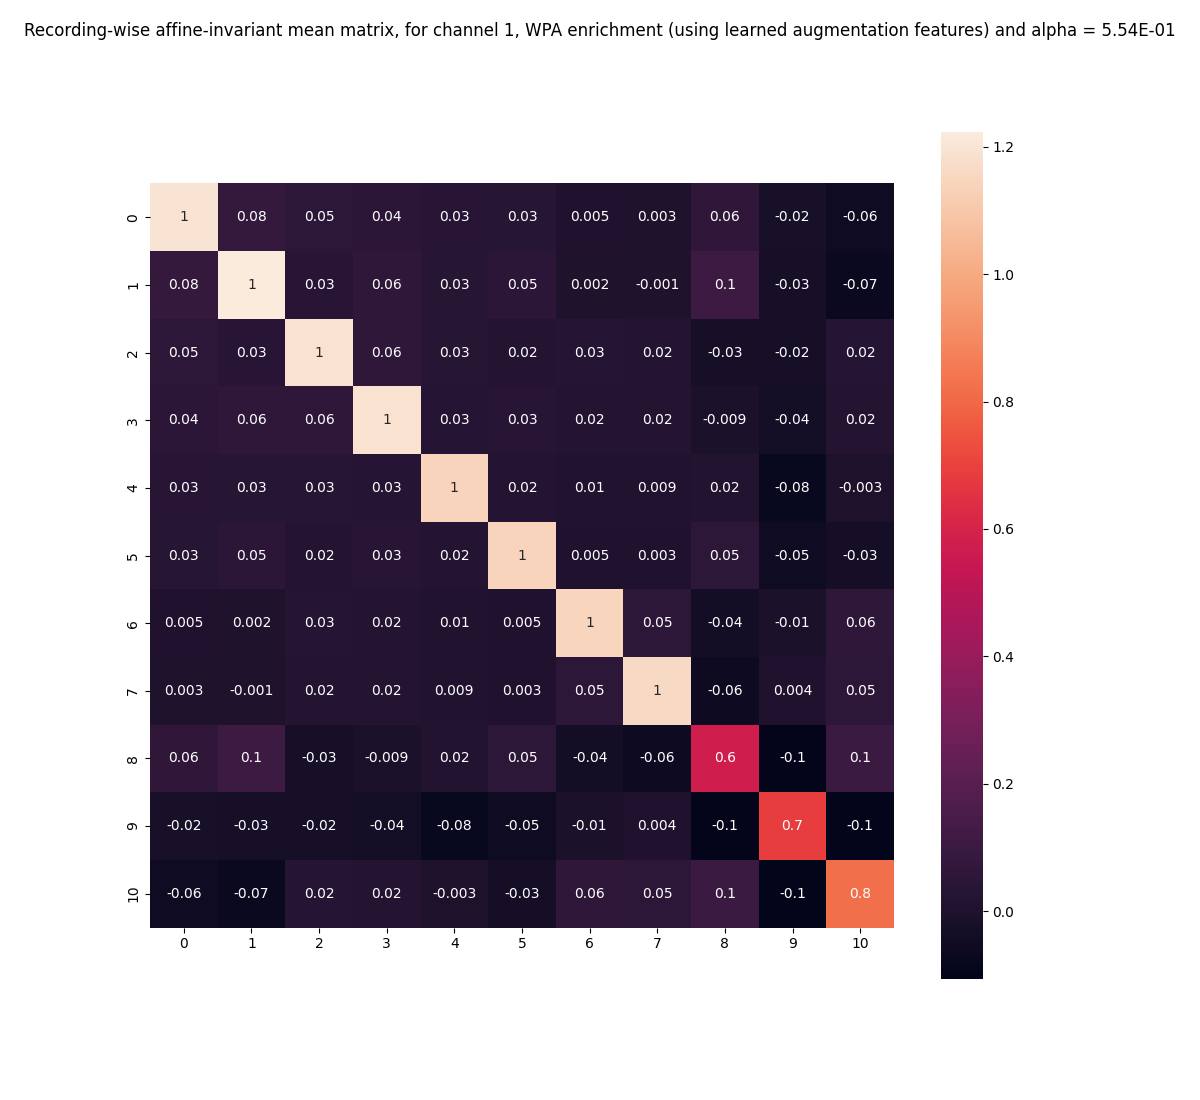 Recording-wise affine-invariant mean matrix, for channel 1, WPA enrichment (using learned augmentation features) and alpha = 5.54E-01
1.2
0 1 0.08 0.05 0.04 0.03 0.03 0.005 0.003 0.06 -0.02 -0.06
1.0
1 0.08 1 0.03 0.06 0.03 0.05 0.002 -0.001 0.1 -0.03 -0.07
2 0.05 0.03 1 0.06 0.03 0.02 0.03 0.02 -0.03 -0.02 0.02
0.8
3 0.04 0.06 0.06 1 0.03 0.03 0.02 0.02 -0.009 -0.04 0.02
4 0.03 0.03 0.03 0.03 1 0.02 0.01 0.009 0.02 -0.08 -0.003
0.6
5 0.03 0.05 0.02 0.03 0.02 1 0.005 0.003 0.05 -0.05 -0.03
6 0.005 0.002 0.03 0.02 0.01 0.005 1 0.05 -0.04 -0.01 0.06
0.4
7 0.003 -0.001 0.02 0.02 0.009 0.003 0.05 1 -0.06 0.004 0.05
8 0.06 0.1 -0.03 -0.009 0.02 0.05 -0.04 -0.06 0.6 -0.1 0.1
0.2
9 -0.02 -0.03 -0.02 -0.04 -0.08 -0.05 -0.01 0.004 -0.1 0.7 -0.1
10 -0.06 -0.07 0.02 0.02 -0.003 -0.03 0.06 0.05 0.1 -0.1 0.8
0.0
0 1 2 3 4 5 6 7 8 9 10